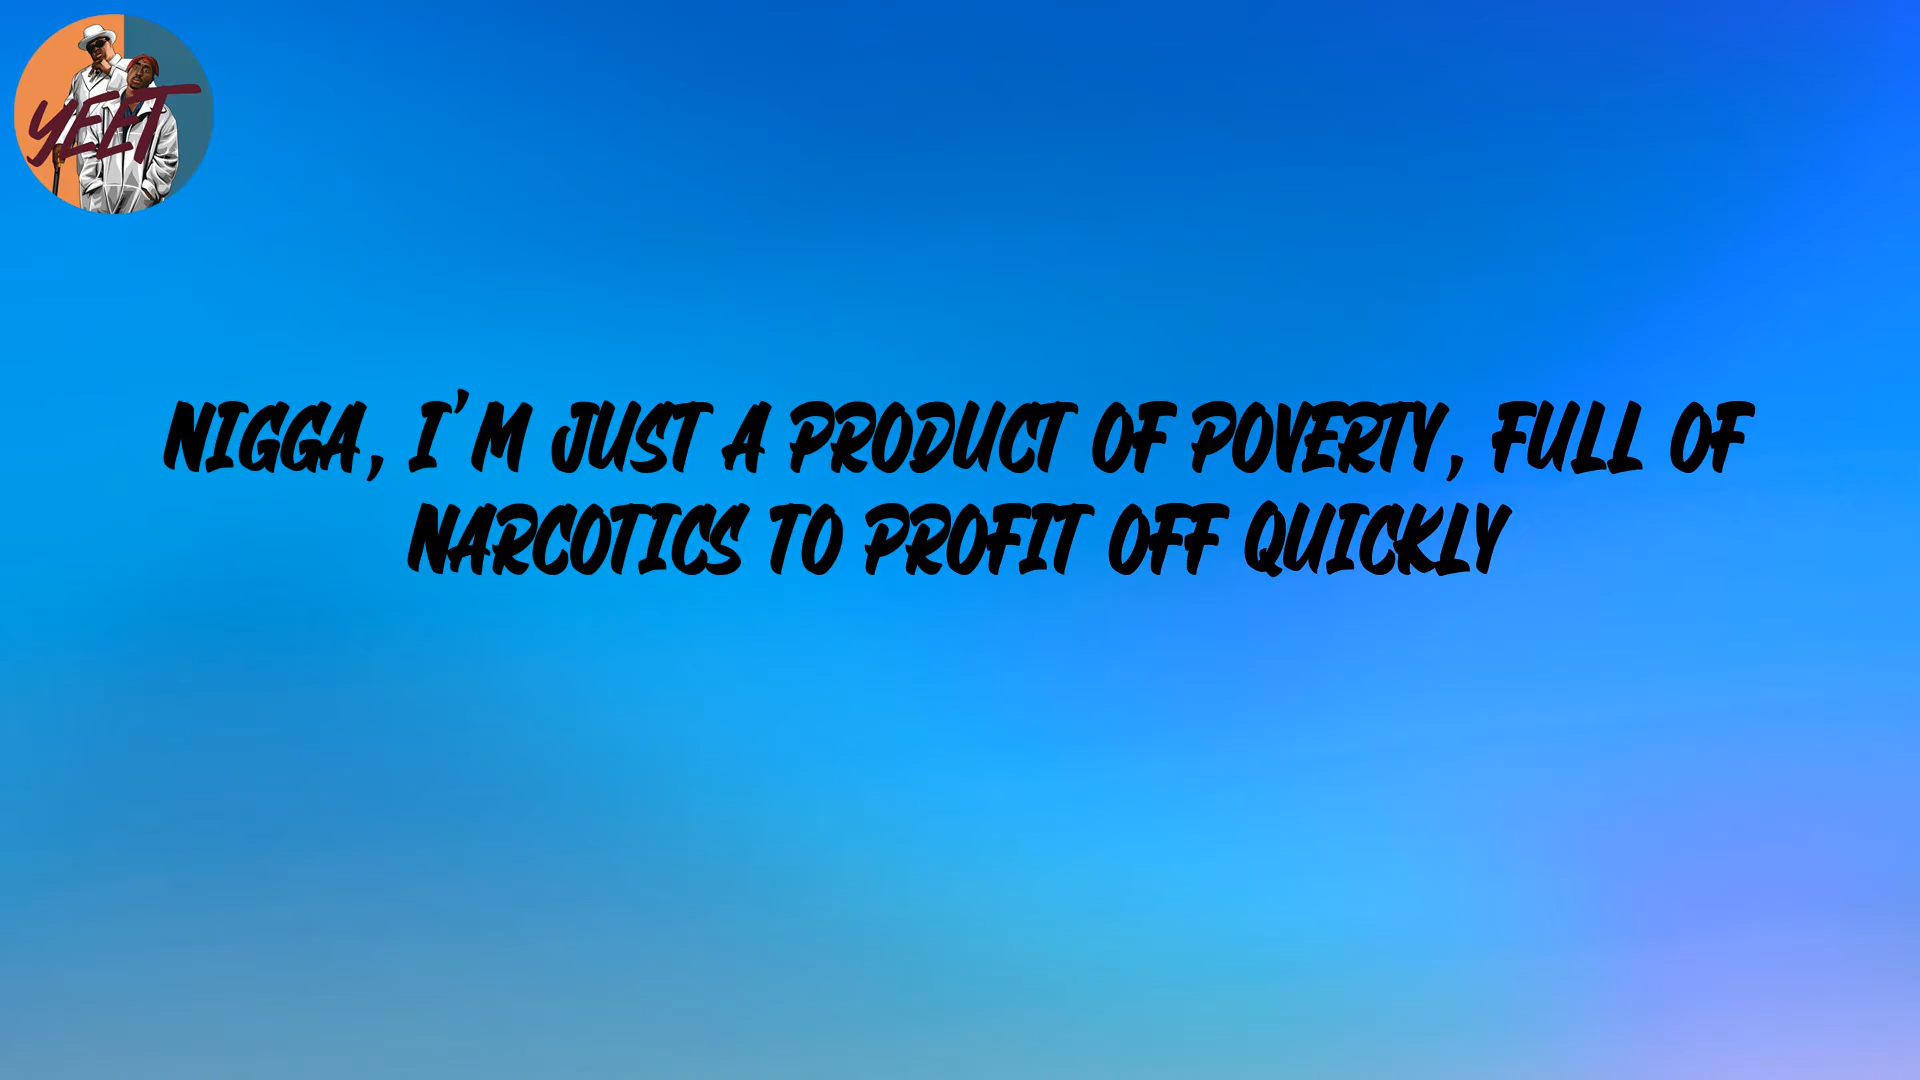 YEET
NIGGA, I'M JUST A PRODUCT OF POVERTY, FULL OF
NARCOTICS TO PROFIT OFF QUICKLY